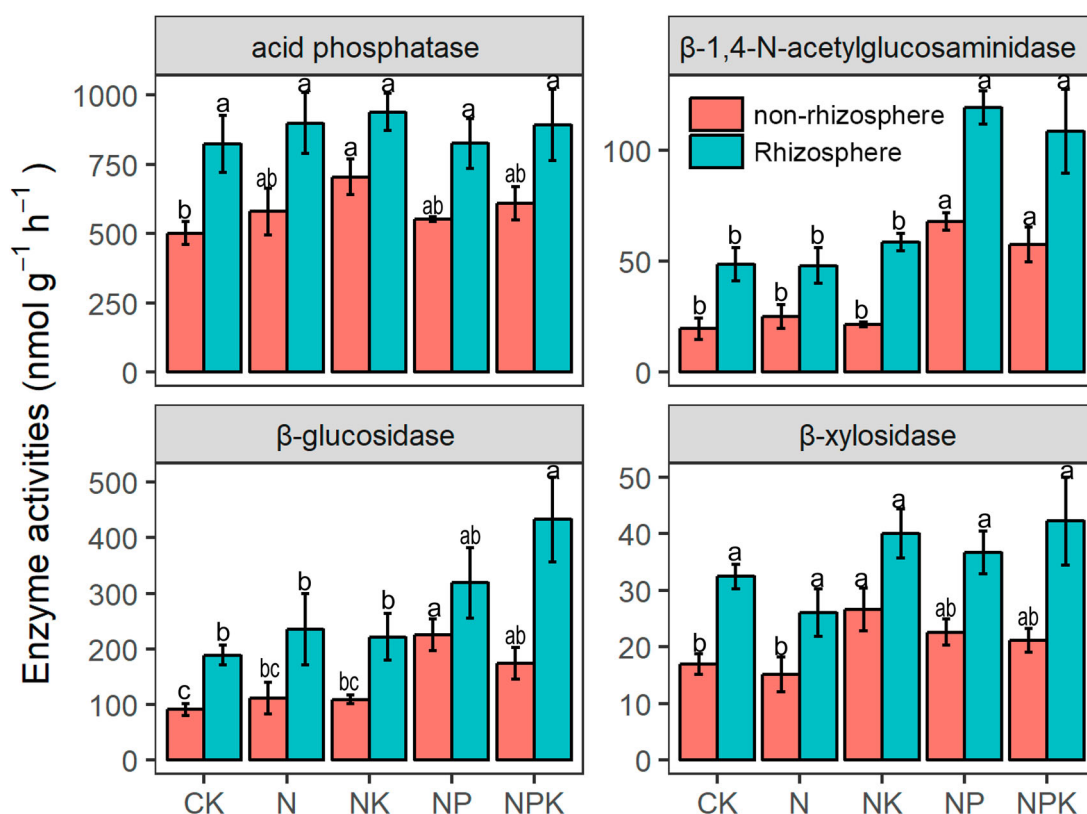 Enzyme activities (nmol g⁻¹ h⁻¹)
acid phosphatase
1000
750
500
250
0
b a ab a a a ab a ab a
β-1,4-N-acetylglucosaminidase
non-rhizosphere
Rhizosphere
100
50
0
b b b b b b a a a a
β-glucosidase
500
400
300
200
100
0
c b bc b bc b a ab ab a
CK N NK NP NPK
β-xylosidase
50
40
30
20
10
0
b a b a a a ab a ab a
CK N NK NP NPK